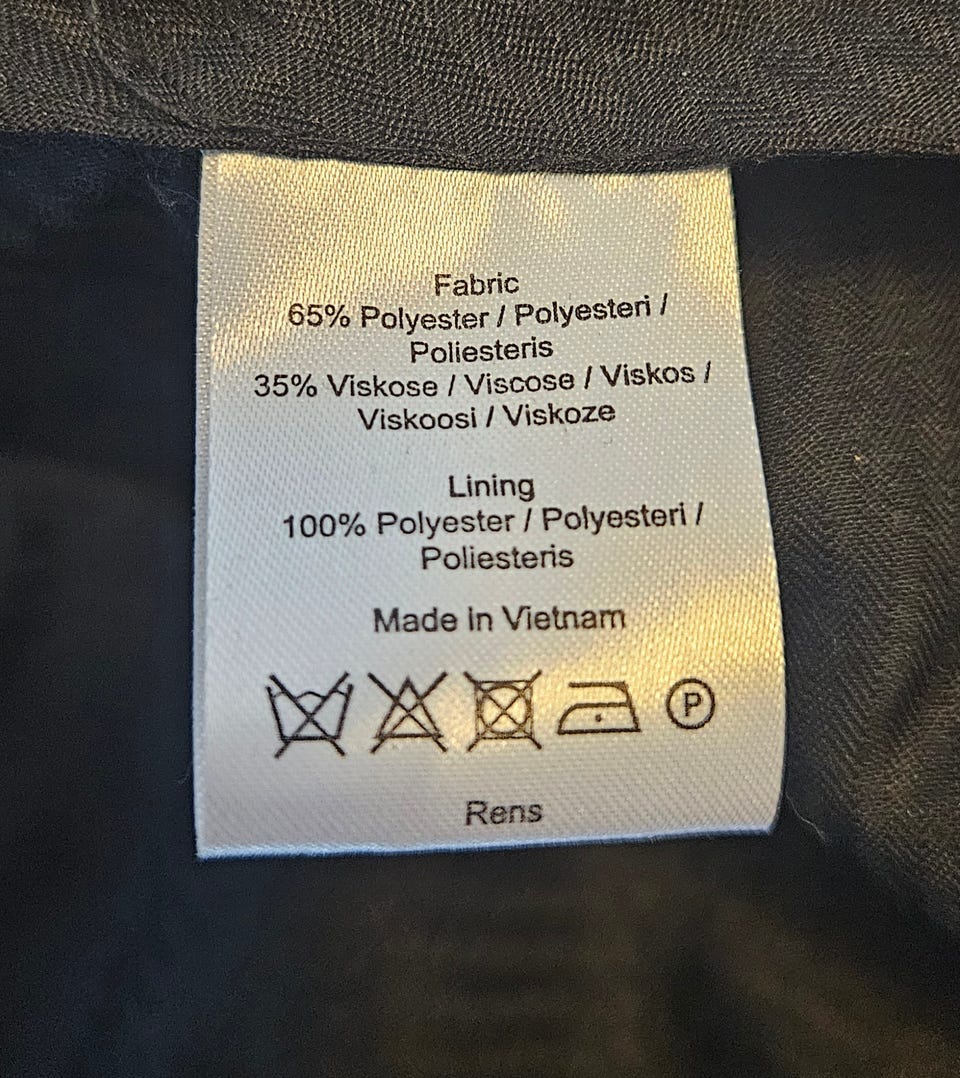 Fabric
65% Polyester / Polyesteri /
Poliesteris
35% Viskose / Viscose / Viskos /
Viskoosi / Viskoze
Lining
100% Polyester / Polyesteri /
Poliesteris
Made in Vietnam
P
Rens